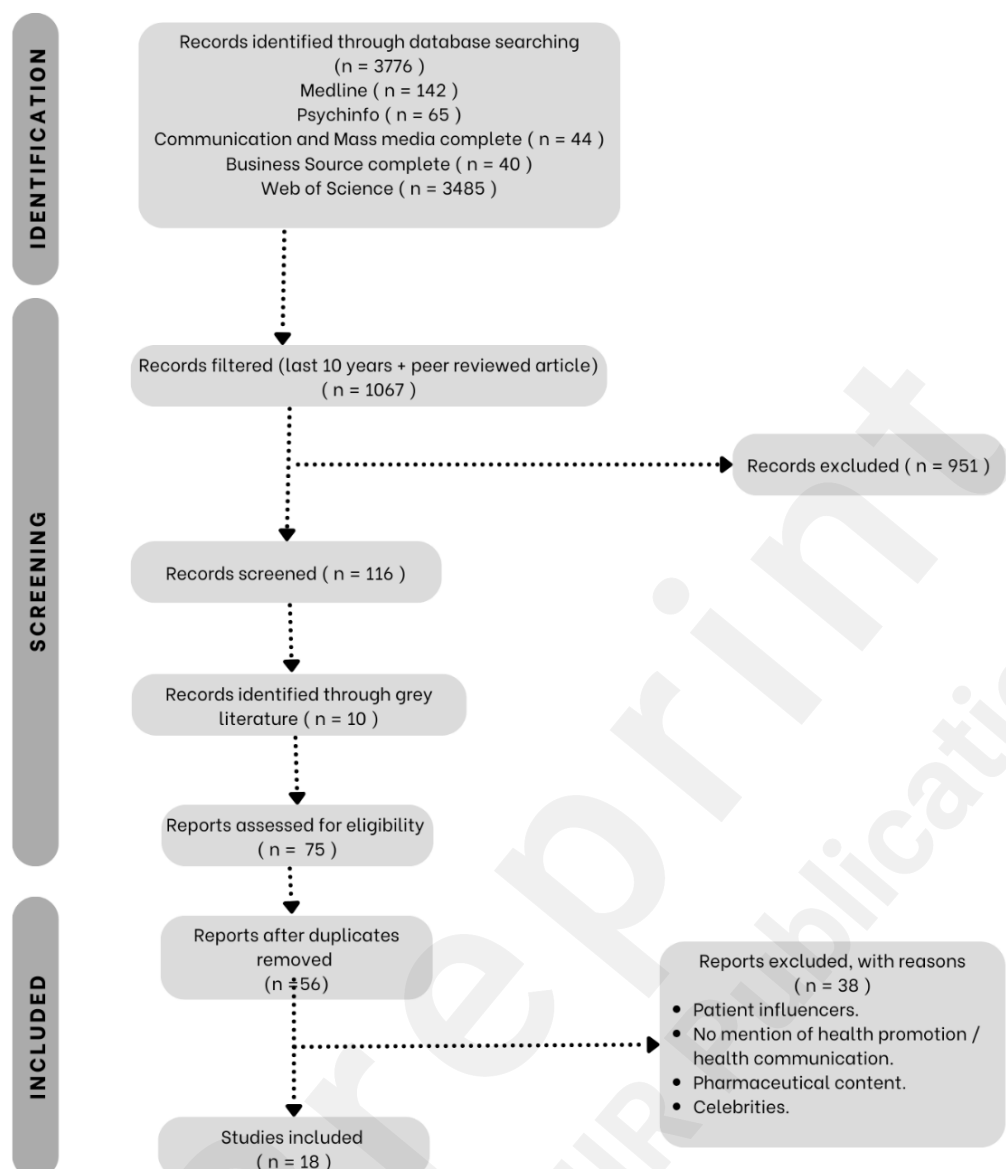 IDENTIFICATION
Records identified through database searching
(n = 3776 )
Medline ( n = 142 )
Psychinfo ( n = 65 )
Communication and Mass media complete ( n = 44 )
Business Source complete ( n = 40 )
Web of Science ( n = 3485 )
SCREENING
Records filtered (last 10 years + peer reviewed article)
( n = 1067 )
Records excluded ( n = 951 )
Records screened ( n = 116 )
Records identified through grey
literature ( n = 10 )
Reports assessed for eligibility
( n = 75 )
INCLUDED
Reports after duplicates
removed
(n =56)
Reports excluded, with reasons
( n = 38 )
• Patient influencers.
• No mention of health promotion /
health communication.
• Pharmaceutical content.
• Celebrities.
Studies included
( n = 18 )